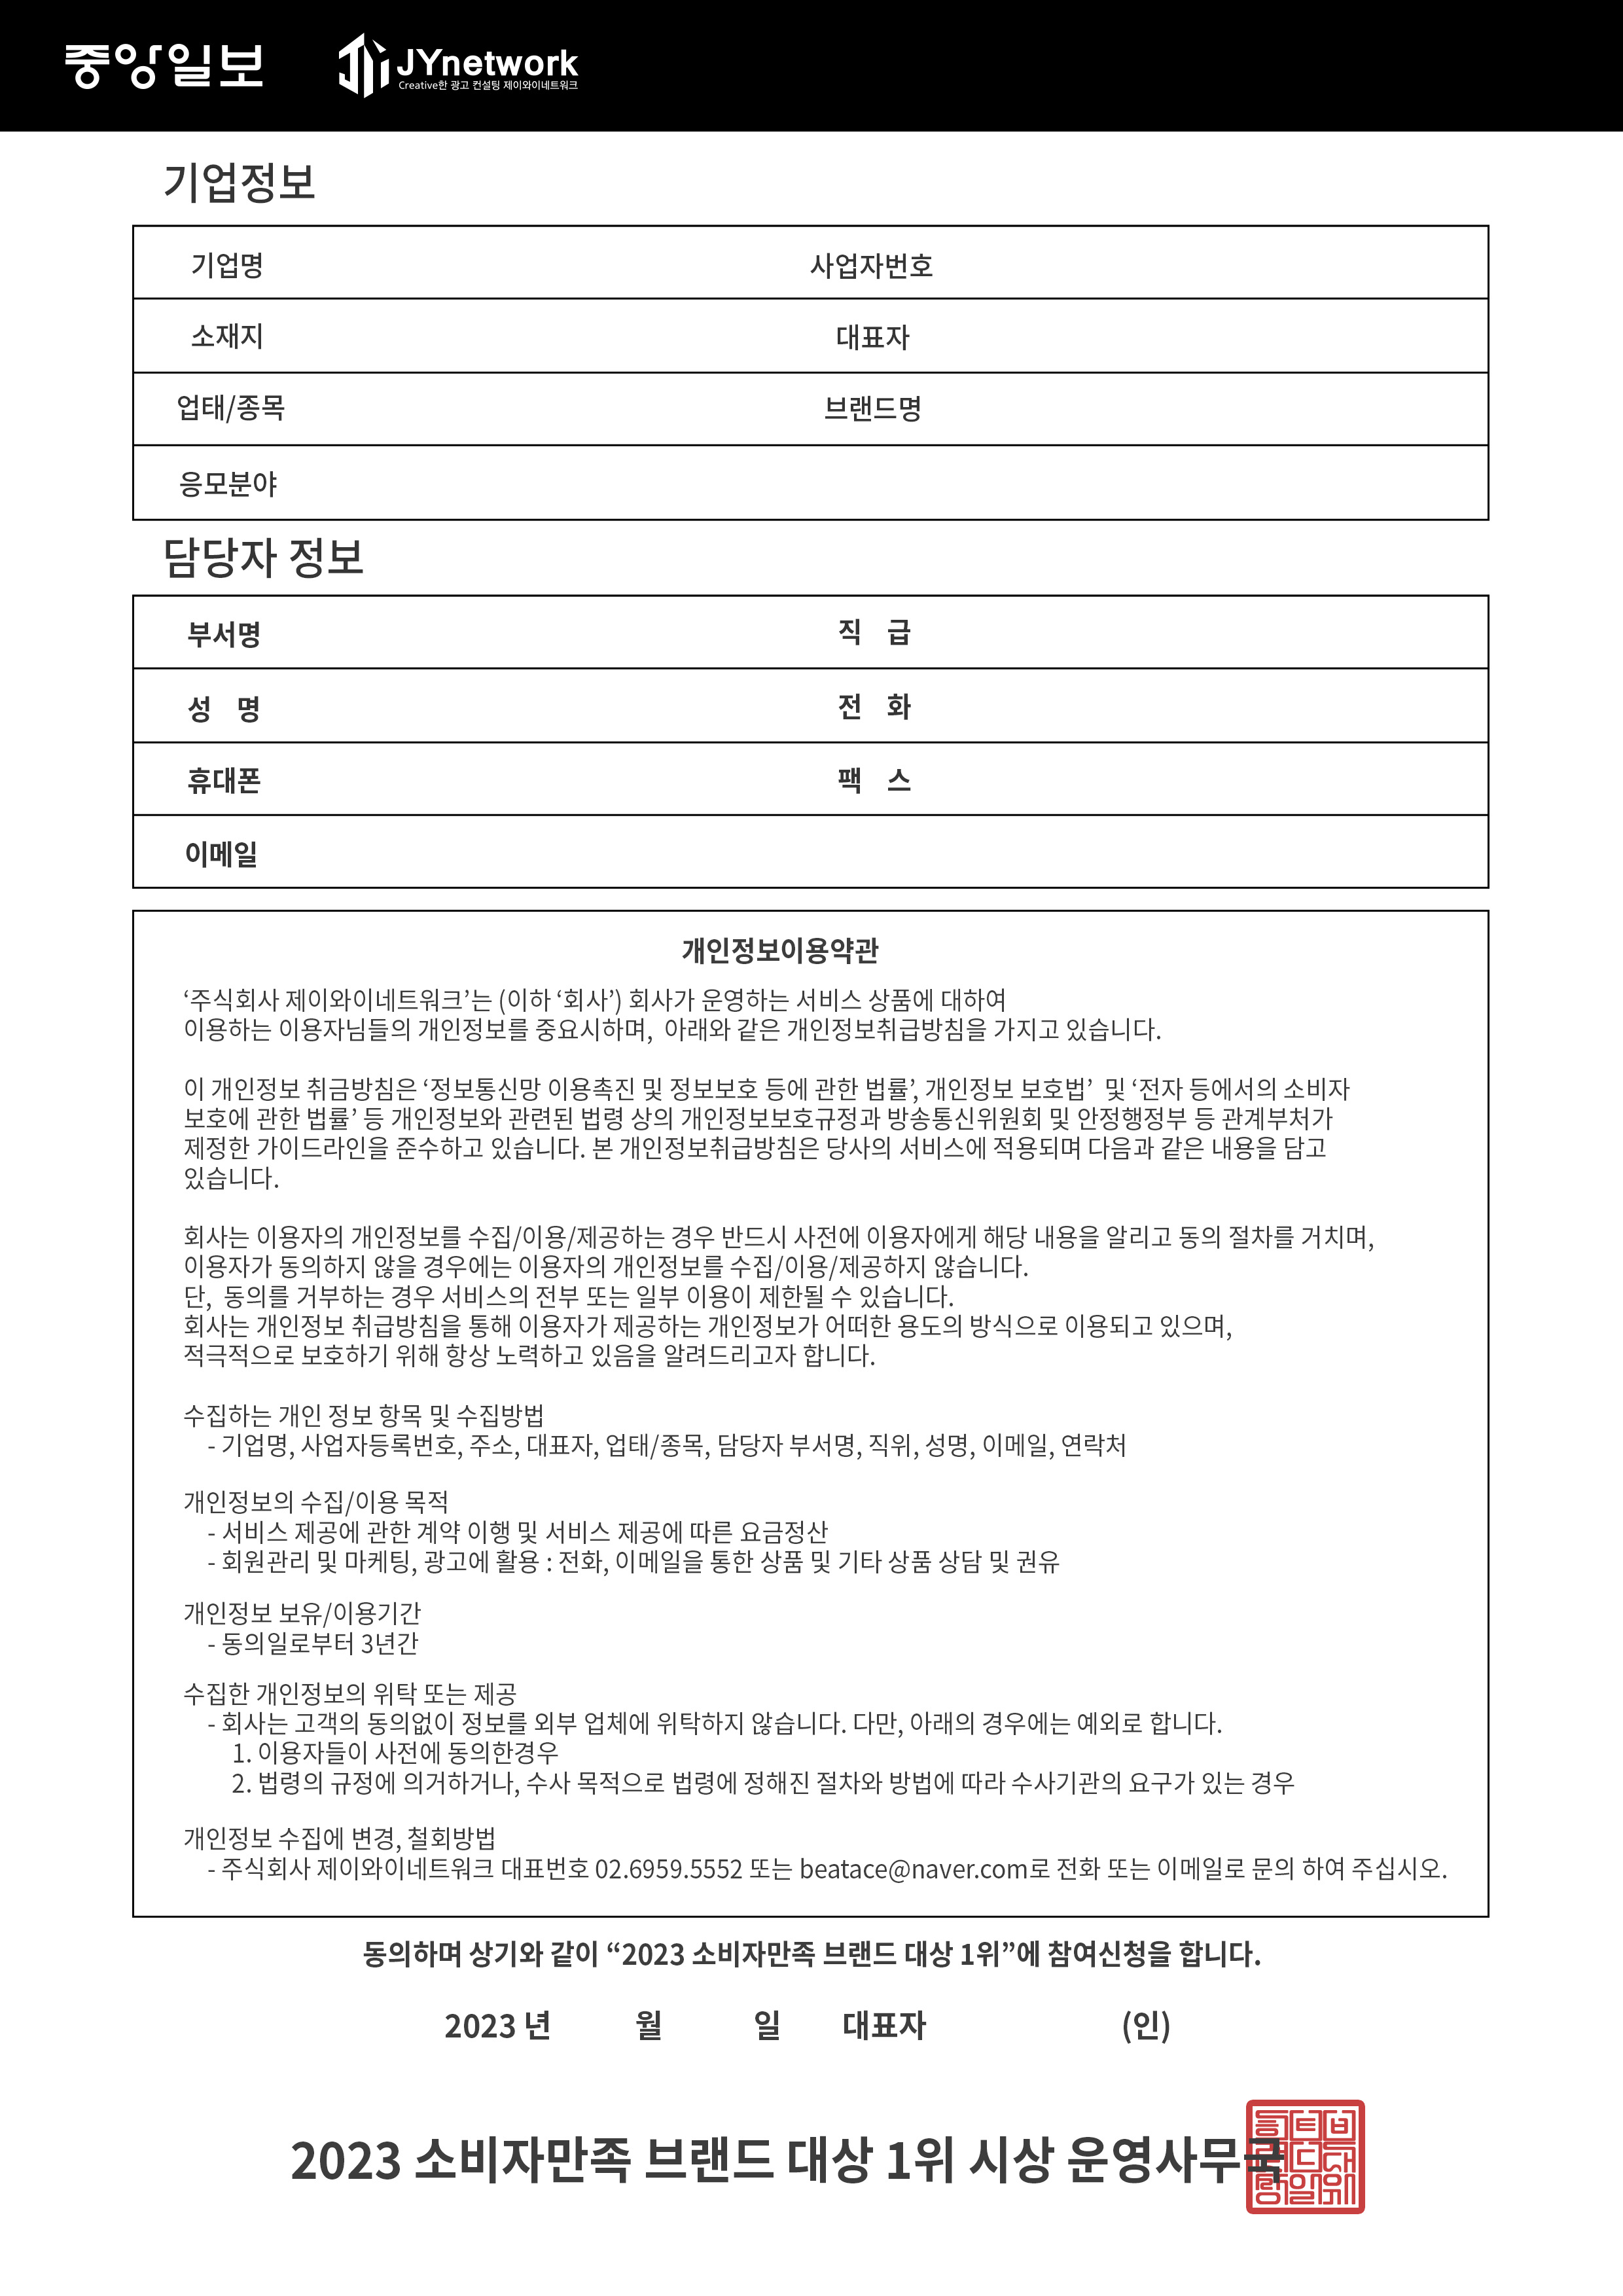 중앙일보
JYnetwork
Creative한 광고 컨설팅 제이와이네트워크
기업정보
기업명 사업자번호
소재지 대표자
업태/종목 브랜드명
응모분야
담당자 정보
부서명 직 급
성 명 전 화
휴대폰 팩 스
이메일
개인정보이용약관
‘주식회사 제이와이네트워크’는 (이하 ‘회사’) 회사가 운영하는 서비스 상품에 대하여
이용하는 이용자님들의 개인정보를 중요시하며, 아래와 같은 개인정보취급방침을 가지고 있습니다.
이 개인정보 취금방침은 ‘정보통신망 이용촉진 및 정보보호 등에 관한 법률’, 개인정보 보호법’ 및 ‘전자 등에서의 소비자
보호에 관한 법률’ 등 개인정보와 관련된 법령 상의 개인정보보호규정과 방송통신위원회 및 안정행정부 등 관계부처가
제정한 가이드라인을 준수하고 있습니다. 본 개인정보취급방침은 당사의 서비스에 적용되며 다음과 같은 내용을 담고
있습니다.
회사는 이용자의 개인정보를 수집/이용/제공하는 경우 반드시 사전에 이용자에게 해당 내용을 알리고 동의 절차를 거치며,
이용자가 동의하지 않을 경우에는 이용자의 개인정보를 수집/이용/제공하지 않습니다.
단, 동의를 거부하는 경우 서비스의 전부 또는 일부 이용이 제한될 수 있습니다.
회사는 개인정보 취급방침을 통해 이용자가 제공하는 개인정보가 어떠한 용도의 방식으로 이용되고 있으며,
적극적으로 보호하기 위해 항상 노력하고 있음을 알려드리고자 합니다.
수집하는 개인 정보 항목 및 수집방법
- 기업명, 사업자등록번호, 주소, 대표자, 업태/종목, 담당자 부서명, 직위, 성명, 이메일, 연락처
개인정보의 수집/이용 목적
- 서비스 제공에 관한 계약 이행 및 서비스 제공에 따른 요금정산
- 회원관리 및 마케팅, 광고에 활용 : 전화, 이메일을 통한 상품 및 기타 상품 상담 및 권유
개인정보 보유/이용기간
- 동의일로부터 3년간
수집한 개인정보의 위탁 또는 제공
- 회사는 고객의 동의없이 정보를 외부 업체에 위탁하지 않습니다. 다만, 아래의 경우에는 예외로 합니다.
1. 이용자들이 사전에 동의한경우
2. 법령의 규정에 의거하거나, 수사 목적으로 법령에 정해진 절차와 방법에 따라 수사기관의 요구가 있는 경우
개인정보 수집에 변경, 철회방법
- 주식회사 제이와이네트워크 대표번호 02.6959.5552 또는 beatace@naver.com로 전화 또는 이메일로 문의 하여 주십시오.
동의하며 상기와 같이 “2023 소비자만족 브랜드 대상 1위”에 참여신청을 합니다.
2023 년 월 일 대표자 (인)
2023 소비자만족 브랜드 대상 1위 시상 운영사무국